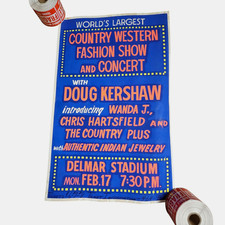 WORLD'S LARGEST
COUNTRY WESTERN
FASHION SHOW
AND CONCERT
WITH
DOUG KERSHAW
introducing WANDA J.,
CHRIS HARTSFIELD AND
THE COUNTRY PLUS
with AUTHENTIC INDIAN JEWELRY
DELMAR STADIUM
MON. FEB. 17 7:30 P.M.